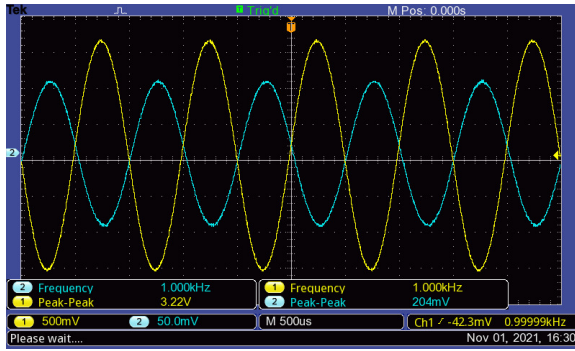 Tek Trig'd M Pos: 0.000s
T
2
2 Frequency 1.000kHz 1 Frequency 1.000kHz
1 Peak-Peak 3.22V 2 Peak-Peak 204mV
1 500mV 2 50.0mV M 500us Ch1 -42.3mV 0.99999kHz
Please wait.... Nov 01, 2021, 16:30